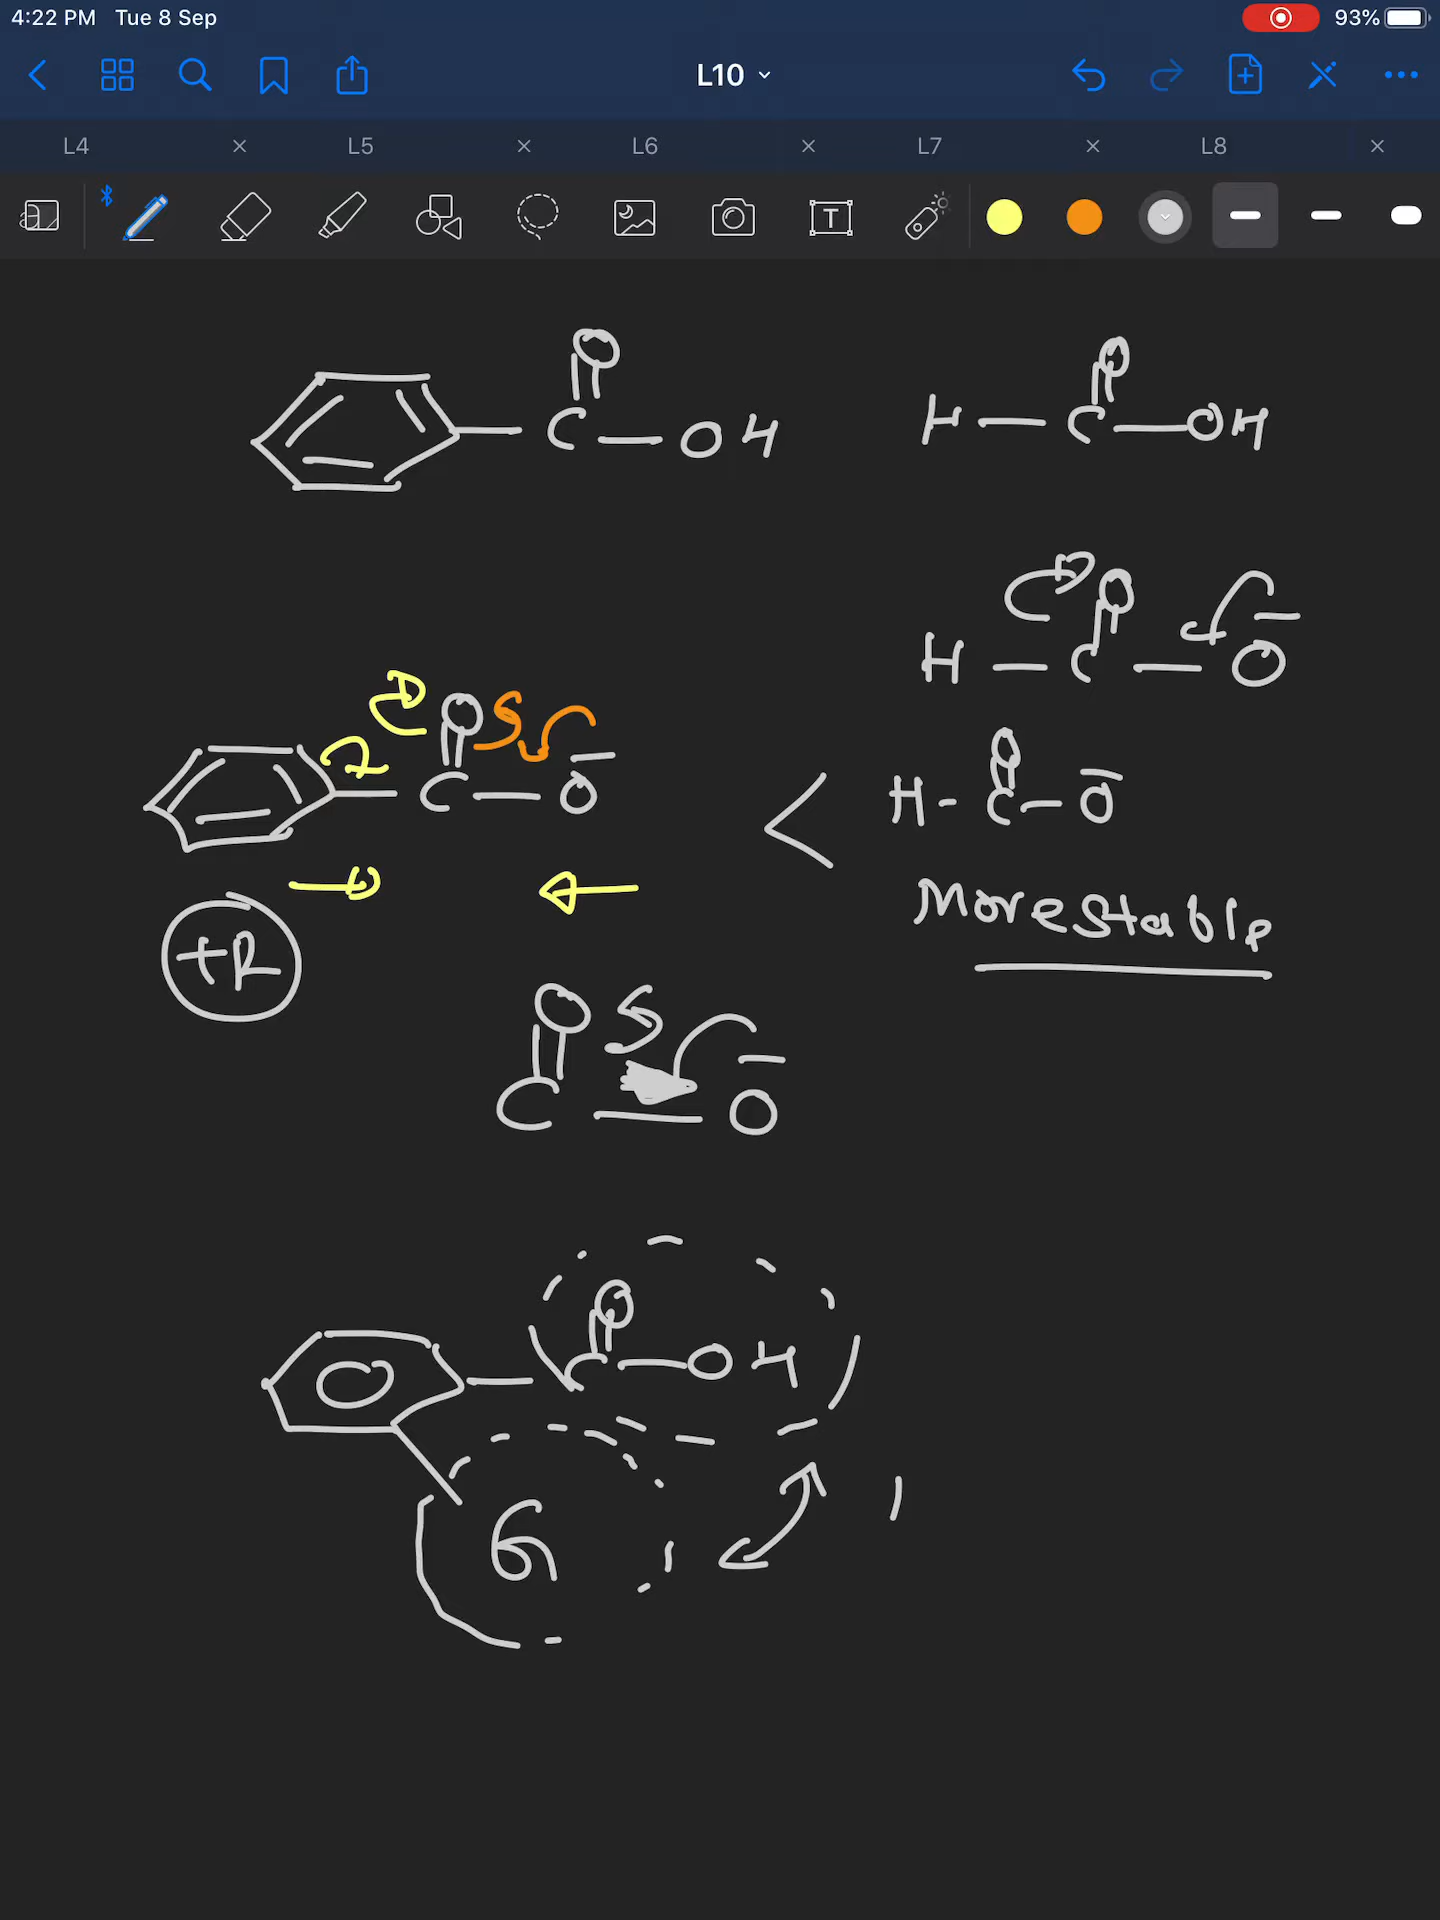 4:22 PM Tue 8 Sep 93%
L10
L4 × L5 × L6 × L7 × L8 ×
a T
O O
C OH H C OH
O
H C O
O
C O < H - C - O
O
More stable
+R
O
C O
O
C OH
G